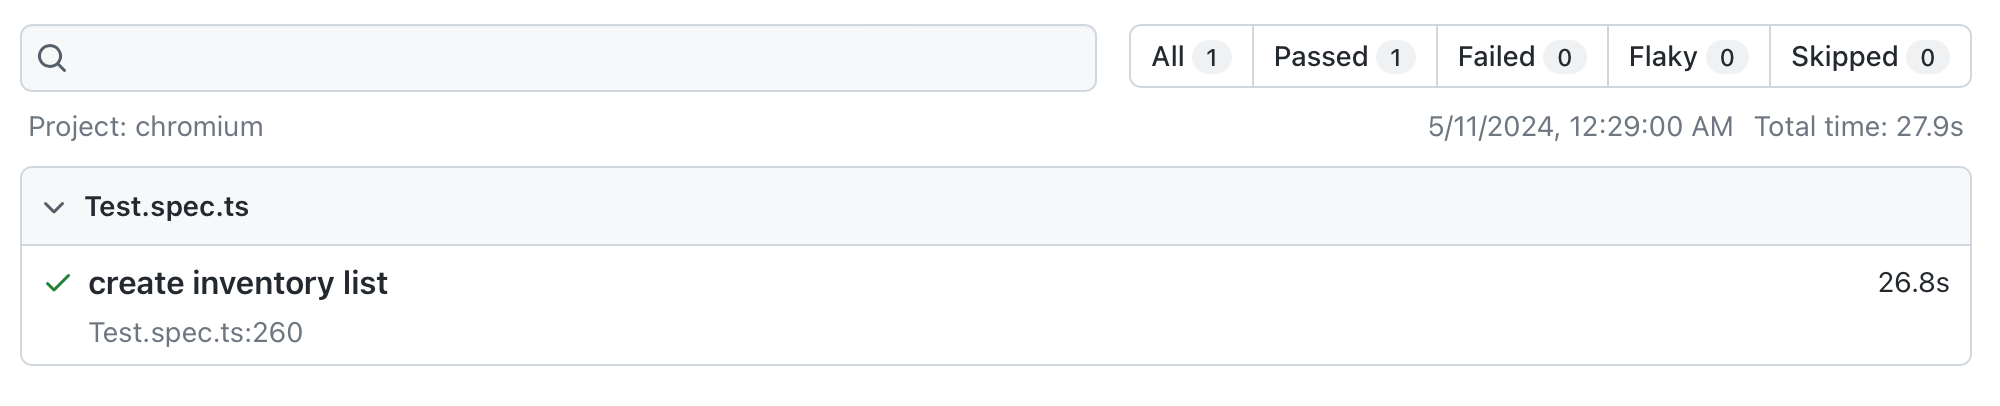 All 1 Passed 1 Failed 0 Flaky 0 Skipped 0
Project: chromium 5/11/2024, 12:29:00 AM Total time: 27.9s
Test.spec.ts
create inventory list 26.8s
Test.spec.ts:260